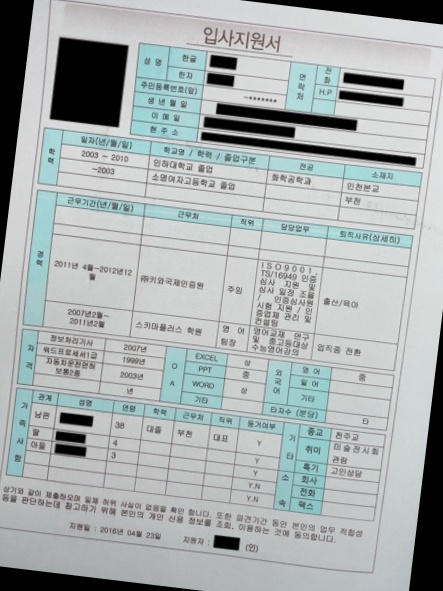 입사지원서
성 명 한글 연락처 전화
한자 H.P
주민등록번호(앞) -*******
생 년 월 일
이 메 일
현 주 소
학력 일자(년/월/일) 학교명 / 학력 / 졸업구분 전공 소재지
2003 ~ 2010 인하대학교 졸업 화학공학과 인천본교
~2003 소명여자고등학교 졸업 부천
경력 근무기간(년/월/일) 근무처 직위 담당업무 퇴직사유(상세히)
2011년 4월~2012년12월 ㈜키와국제인증원 주임 ISO9001, TS/16949 인증심사 지원 및 심사 일정 조율 / 인증심사원 시험 지원 / 인증업체 관리 및 컨설팅 출산/육아
2007년2월~2011년2월 스카마플러스 학원 영어팀장 영어교재 연구 및 중고등대상 수능영어강의 업직종 전환
자격 정보처리기사 2007년 OA EXCEL 상 외국어 영 어 중
워드프로세서1급 1999년 PPT 중 일 어
자동차운전면허 보통2종 2003년 WORD 상 기타
년 기타 타자수 (분당) 타
가족사항 관계 성명 연령 학력 근무처 직위 동거여부 기타 종교 천주교
남편 38 대졸 부천 대표 Y 취미 미술전시회 관람
딸 4 Y 특기 고민상담
아들 3 Y 소속 회사
Y.N 전화
Y.N 팩스
상기와 같이 제출하오며 일체 허위 사실이 없음을 확인 합니다. 또한 파견기간 동안 본인의 업무 적합성
등을 판단하는데 참고하기 위해 본인의 개인 신용 정보를 조회, 이용하는 것에 동의합니다.
지원일 : 2016년 04월 23일 지원자 : (인)